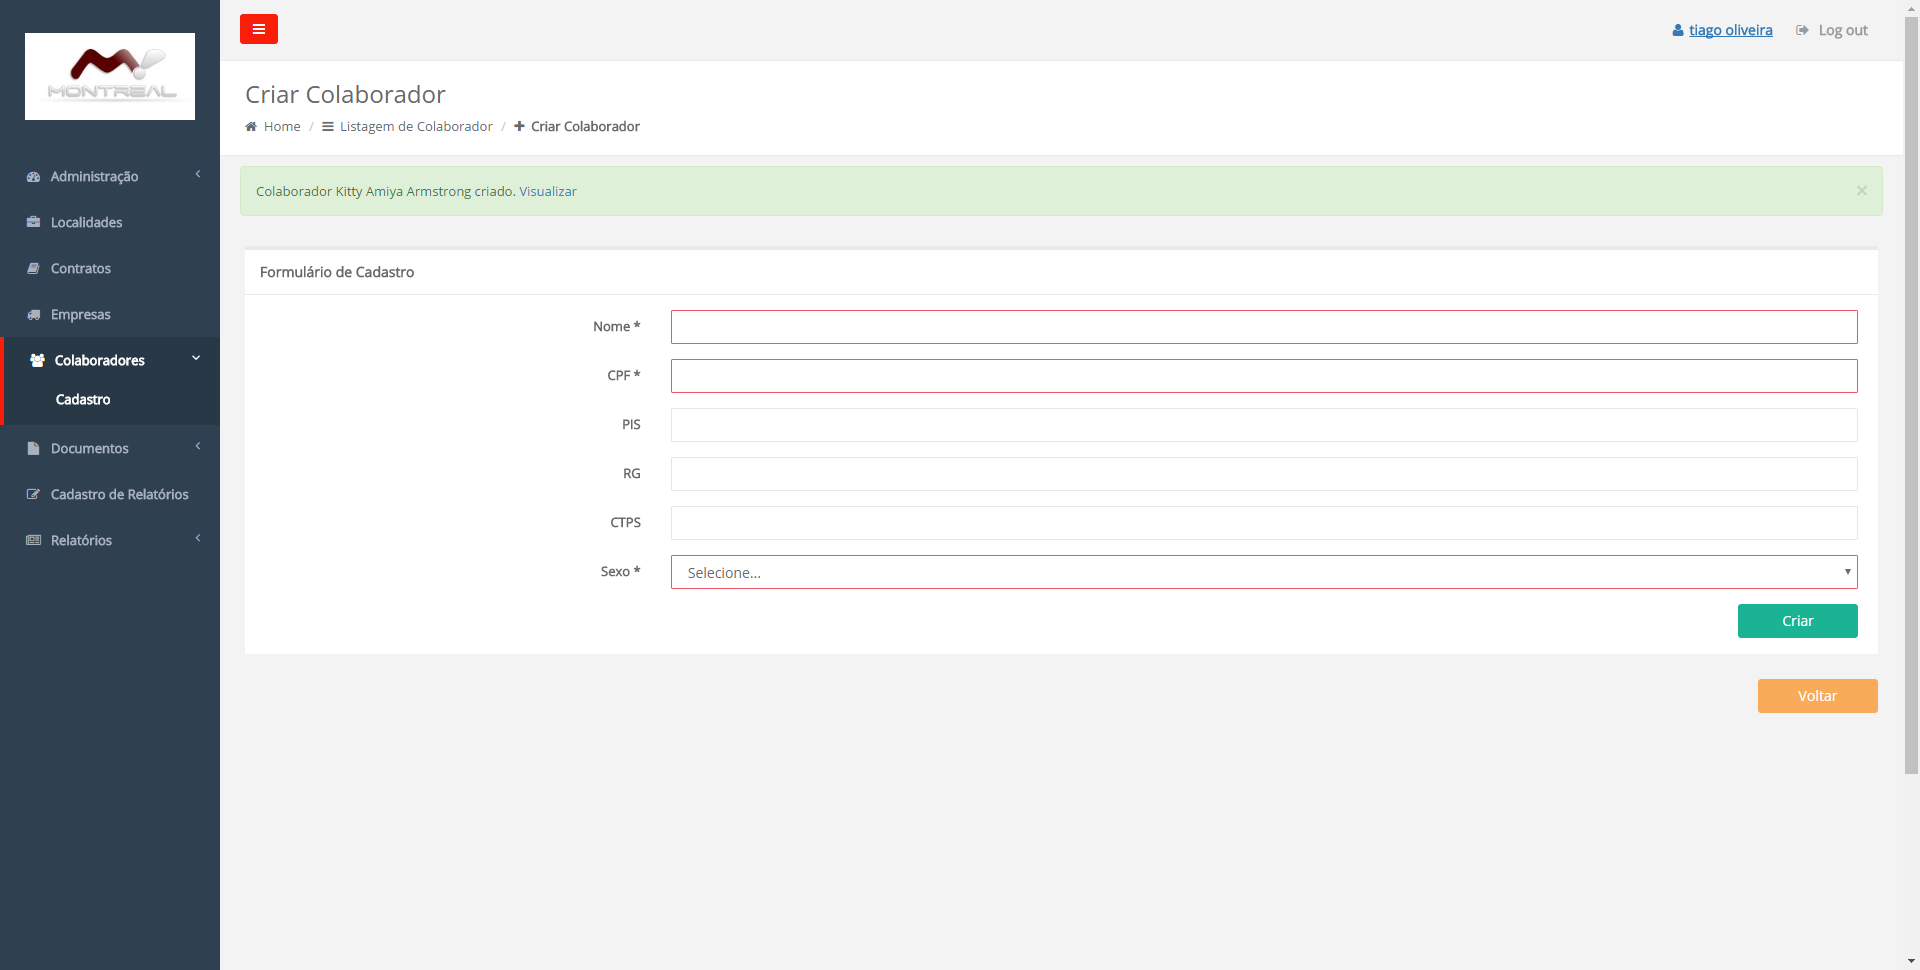 MONTREAL
Administração
Localidades
Contratos
Empresas
Colaboradores
Cadastro
Documentos
Cadastro de Relatórios
Relatórios
tiago oliveira Log out
Criar Colaborador
Home / Listagem de Colaborador / Criar Colaborador
Colaborador Kitty Amiya Armstrong criado. Visualizar ×
Formulário de Cadastro
Nome *
CPF *
PIS
RG
CTPS
Sexo * Selecione...
Criar
Voltar